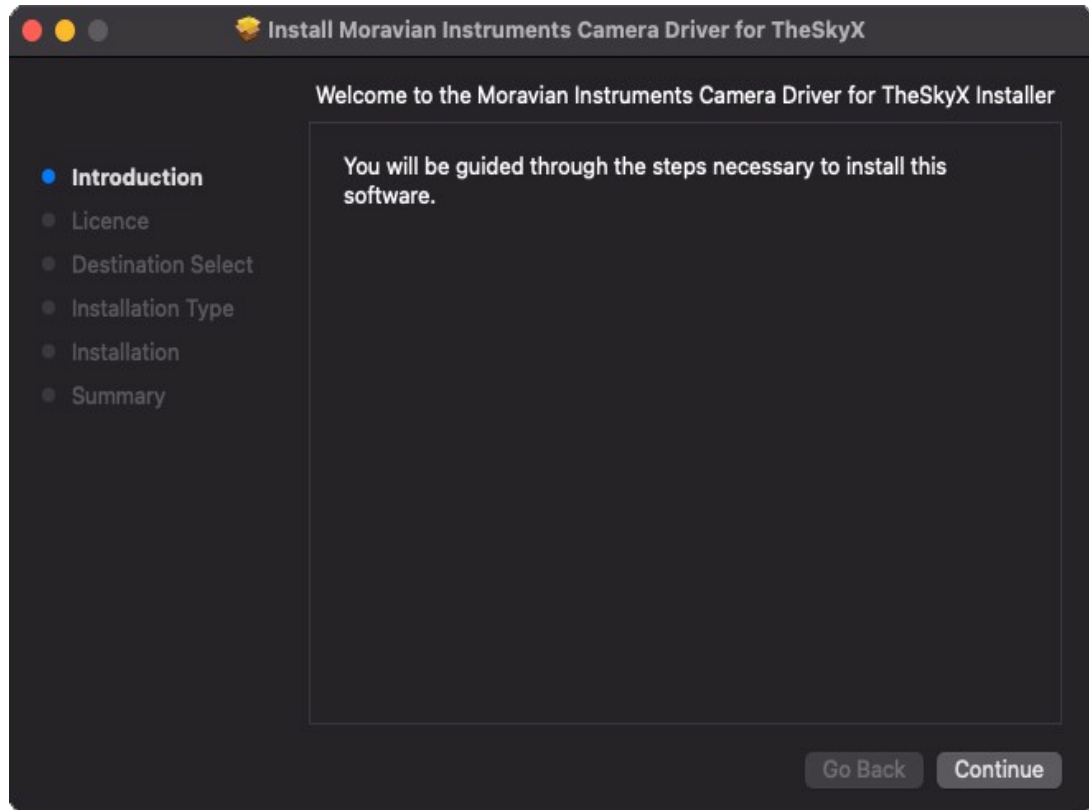 Install Moravian Instruments Camera Driver for TheSkyX
Welcome to the Moravian Instruments Camera Driver for TheSkyX Installer
Introduction
Licence
Destination Select
Installation Type
Installation
Summary
You will be guided through the steps necessary to install this
software.
Go Back
Continue